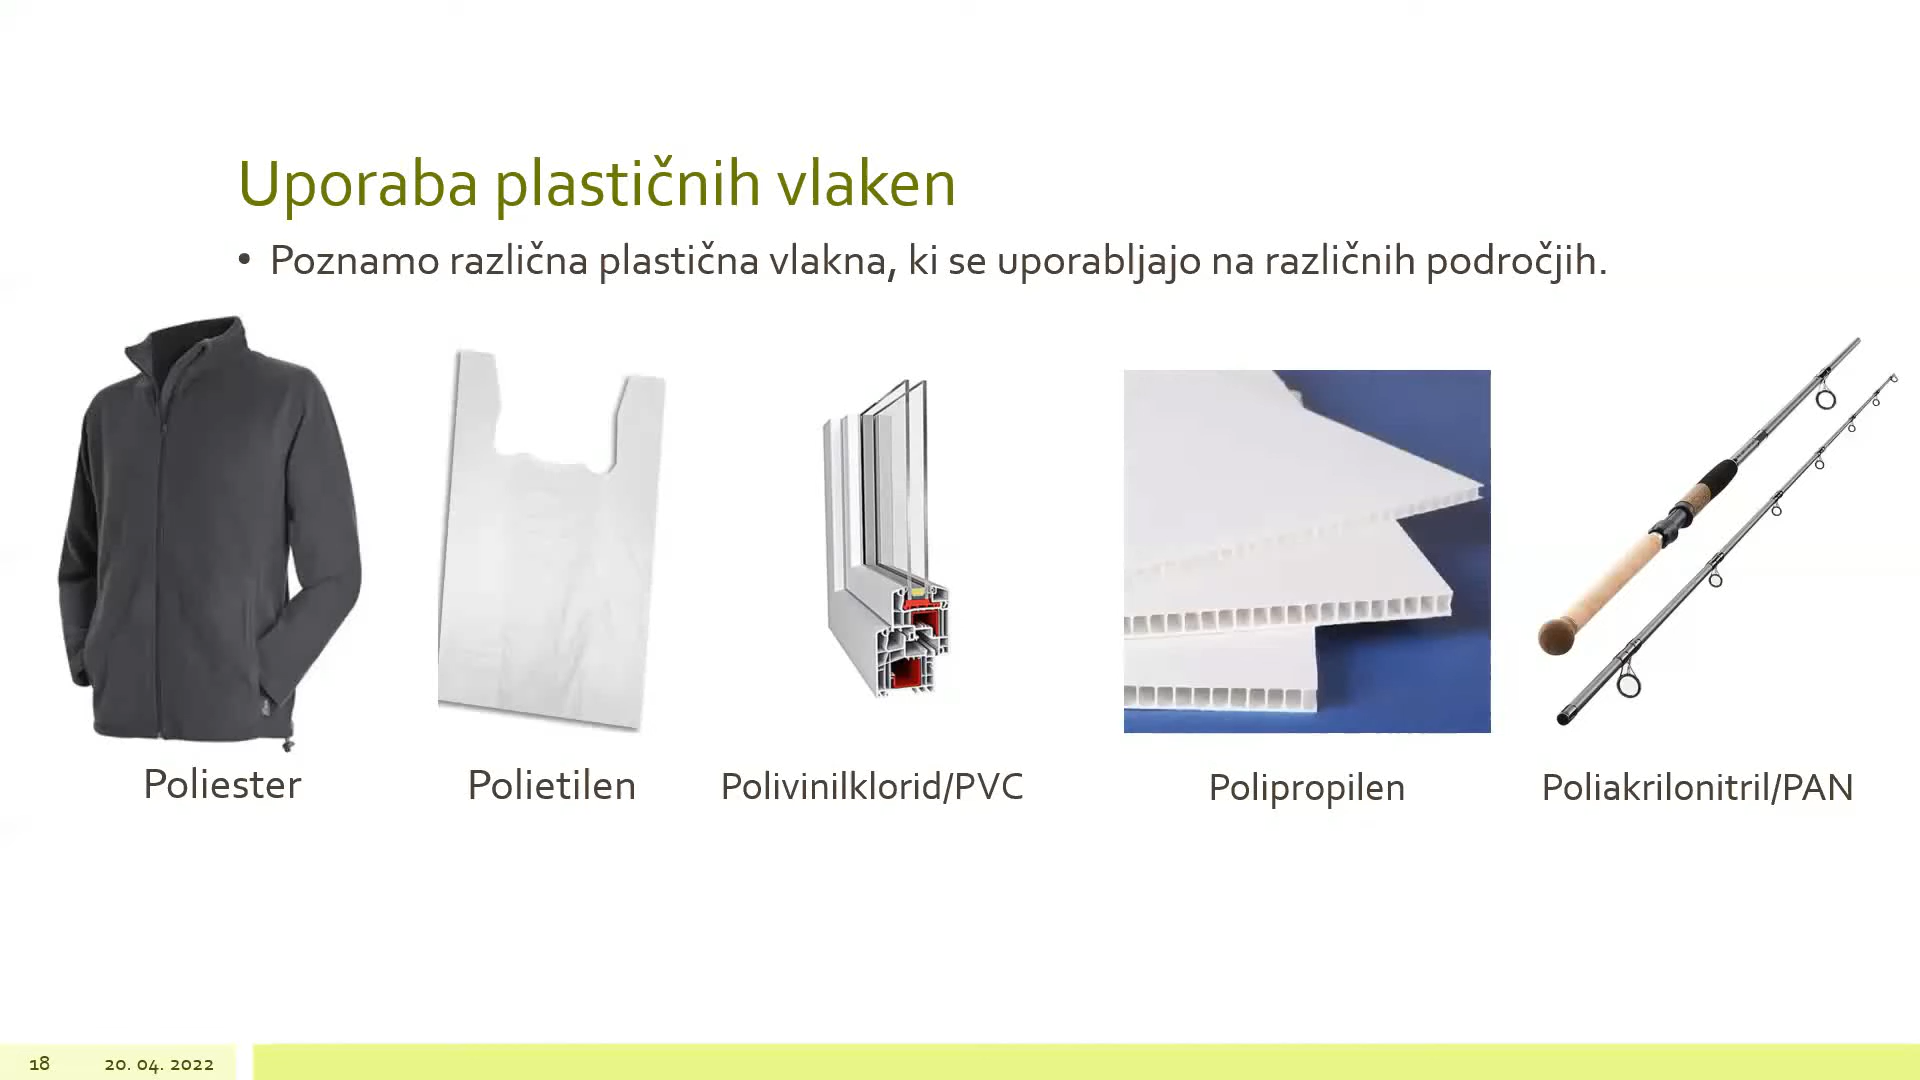 Uporaba plastičnih vlaken
• Poznamo različna plastična vlakna, ki se uporabljajo na različnih področjih.
Poliester
Polietilen
Polivinilklorid/PVC
Polipropilen
Poliakrilonitril/PAN
18
20. 04. 2022